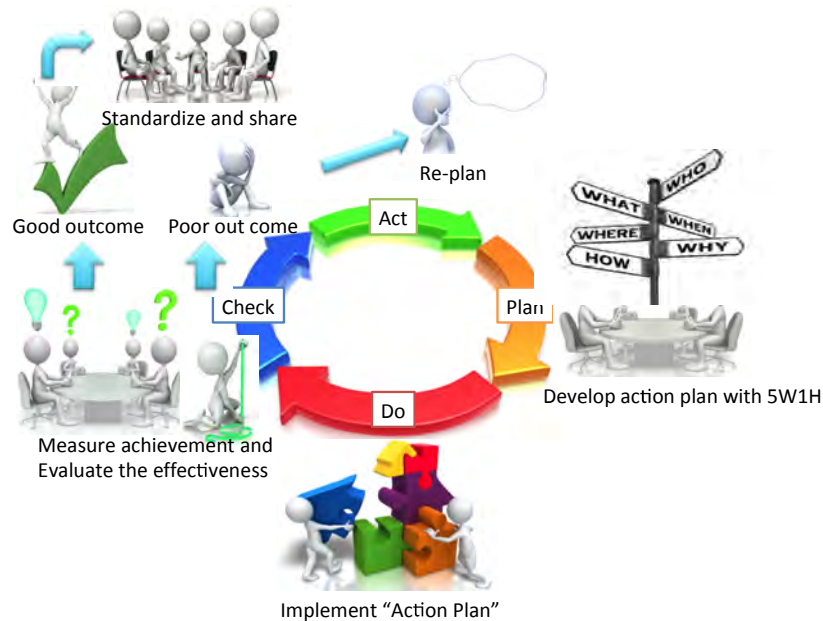 Standardize and share
Re-plan
Good outcome
Poor out come
Act
WHO
WHAT
WHEN
WHERE
WHY
HOW
Check
Plan
?
?
Develop action plan with 5W1H
Do
Measure achievement and
Evaluate the effectiveness
Implement “Action Plan”